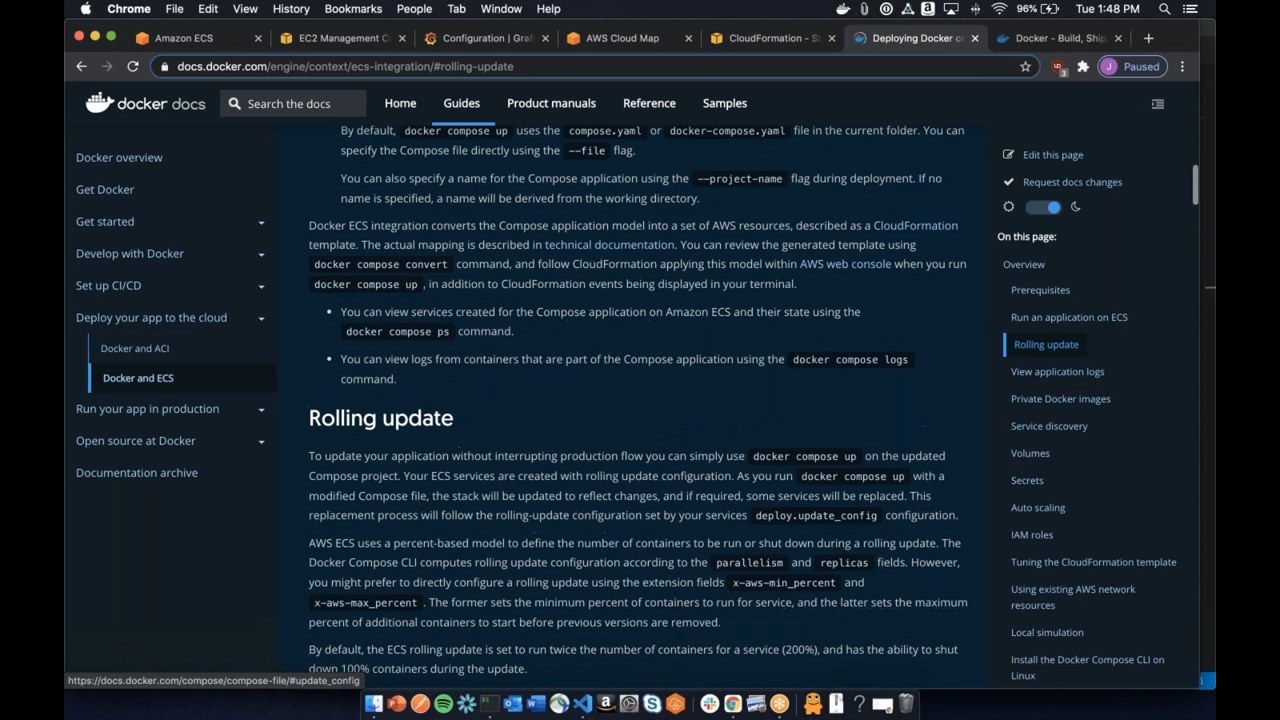 Chrome File Edit View History Bookmarks People Tab Window Help 96% Tue 1:48 PM
Amazon ECS
EC2 Management C
Configuration | Graf
AWS Cloud Map
CloudFormation - S
Deploying Docker c
Docker - Build, Ship
docs.docker.com/engine/context/ecs-integration/#rolling-update
3
J Paused
docker docs
Search the docs
Home Guides Product manuals Reference Samples
Docker overview
Get Docker
Get started
Develop with Docker
Set up CI/CD
Deploy your app to the cloud
Docker and ACI
Docker and ECS
Run your app in production
Open source at Docker
Documentation archive
By default, docker compose up uses the compose.yaml or docker-compose.yaml file in the current folder. You can
specify the Compose file directly using the --file flag.
You can also specify a name for the Compose application using the --project-name flag during deployment. If no
name is specified, a name will be derived from the working directory.
Docker ECS integration converts the Compose application model into a set of AWS resources, described as a CloudFormation
template. The actual mapping is described in technical documentation. You can review the generated template using
docker compose convert command, and follow CloudFormation applying this model within AWS web console when you run
docker compose up , in addition to CloudFormation events being displayed in your terminal.
• You can view services created for the Compose application on Amazon ECS and their state using the
docker compose ps command.
• You can view logs from containers that are part of the Compose application using the docker compose logs
command.
Rolling update
To update your application without interrupting production flow you can simply use docker compose up on the updated
Compose project. Your ECS services are created with rolling update configuration. As you run docker compose up with a
modified Compose file, the stack will be updated to reflect changes, and if required, some services will be replaced. This
replacement process will follow the rolling-update configuration set by your services deploy.update_config configuration.
AWS ECS uses a percent-based model to define the number of containers to be run or shut down during a rolling update. The
Docker Compose CLI computes rolling update configuration according to the parallelism and replicas fields. However,
you might prefer to directly configure a rolling update using the extension fields x-aws-min_percent and
x-aws-max_percent . The former sets the minimum percent of containers to run for service, and the latter sets the maximum
percent of additional containers to start before previous versions are removed.
By default, the ECS rolling update is set to run twice the number of containers for a service (200%), and has the ability to shut
down 100% containers during the update.
Edit this page
Request docs changes
On this page:
Overview
Prerequisites
Run an application on ECS
Rolling update
View application logs
Private Docker images
Service discovery
Volumes
Secrets
Auto scaling
IAM roles
Tuning the CloudFormation template
Using existing AWS network
resources
Local simulation
Install the Docker Compose CLI on
Linux
https://docs.docker.com/compose/compose-file/#update_config